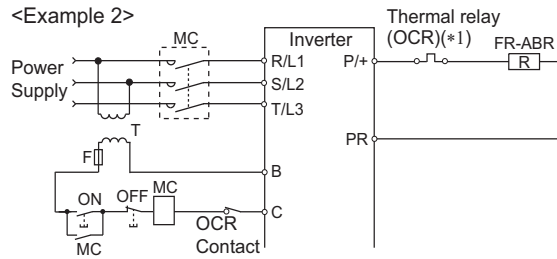 <Example 2>
MC
Power
Supply
Inverter
R/L1
S/L2
T/L3
P/+
Thermal relay
(OCR)(*1)
FR-ABR
R
T
F
PR
B
ON
OFF
MC
C
OCR
Contact
MC